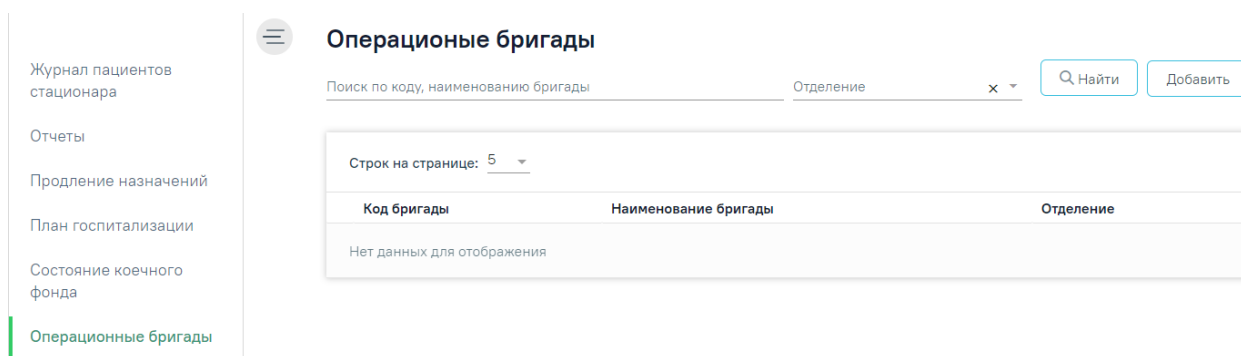 Журнал пациентов
стационара
Отчеты
Продление назначений
План госпитализации
Состояние коечного
фонда
Операционные бригады
Операционые бригады
Поиск по коду, наименованию бригады
Отделение
Найти
Добавить
Строк на странице: 5
Код бригады Наименование бригады Отделение
Нет данных для отображения